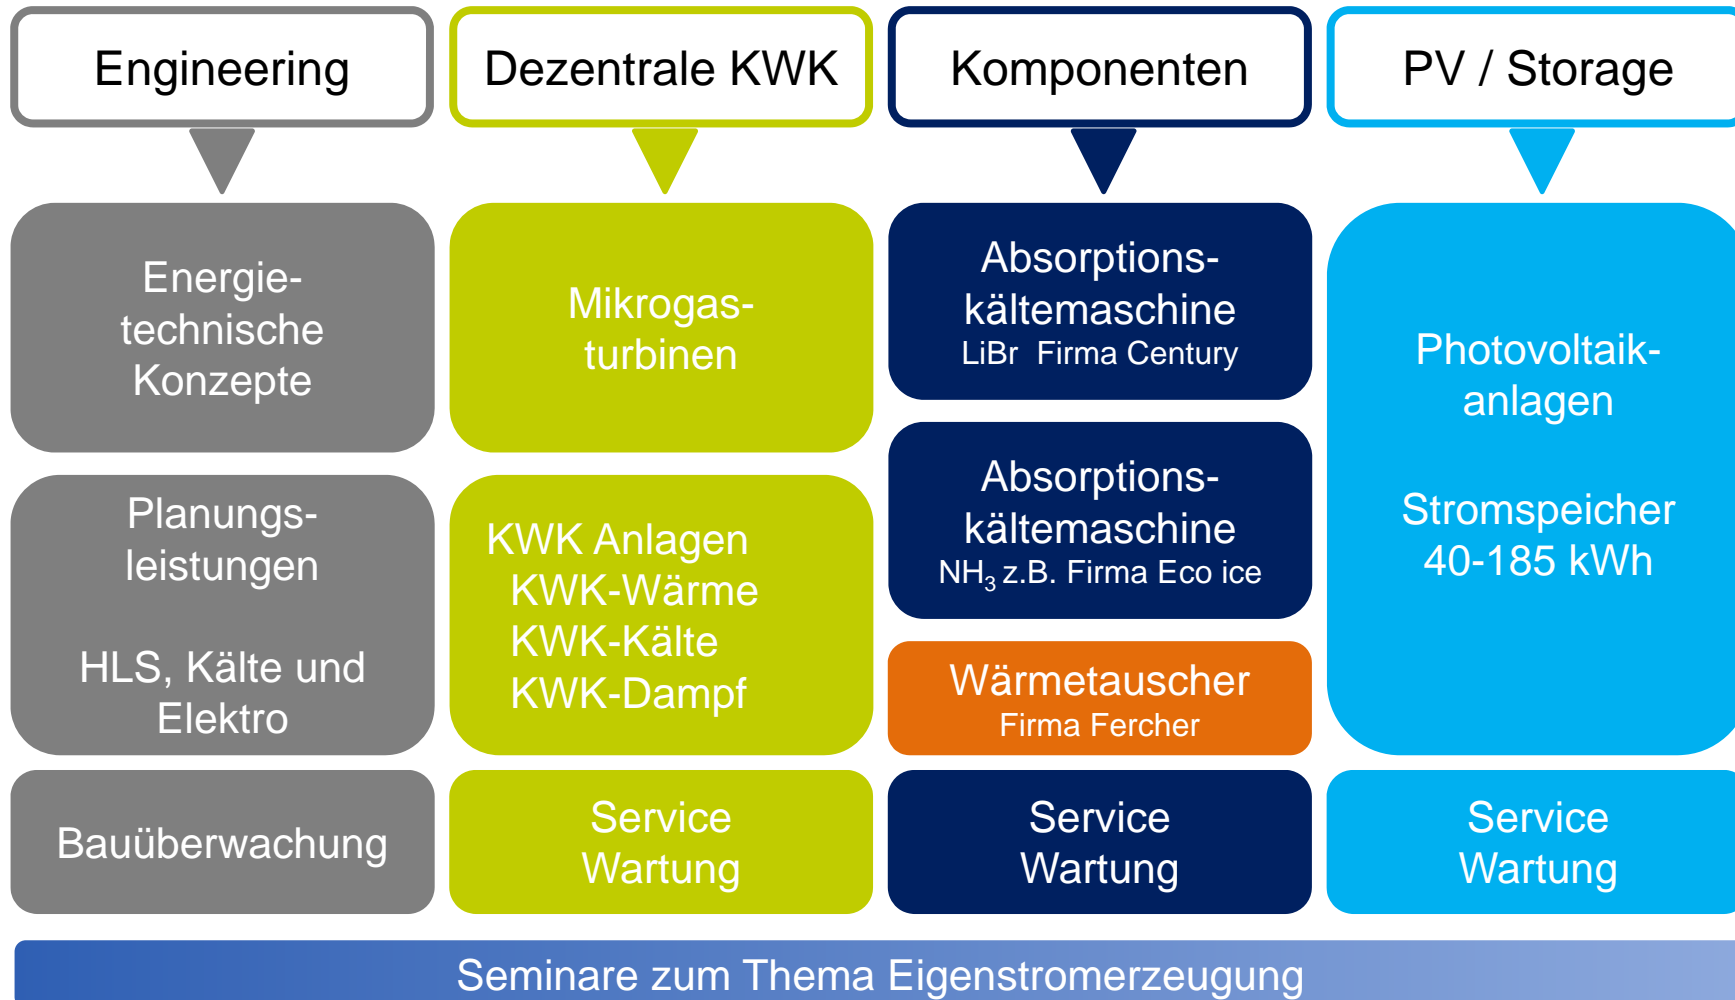 Engineering
Energie-
technische
Konzepte
Planungs-
leistungen
HLS, Kälte und
Elektro
Bauüberwachung
Dezentrale KWK
Mikrogas-
turbinen
KWK Anlagen
KWK-Wärme
KWK-Kälte
KWK-Dampf
Service
Wartung
Komponenten
Absorptions-
kältemaschine
LiBr Firma Century
Absorptions-
kältemaschine
NH₃ z.B. Firma Eco ice
Wärmetauscher
Firma Fercher
Service
Wartung
PV / Storage
Photovoltaik-
anlagen
Stromspeicher
40-185 kWh
Service
Wartung
Seminare zum Thema Eigenstromerzeugung